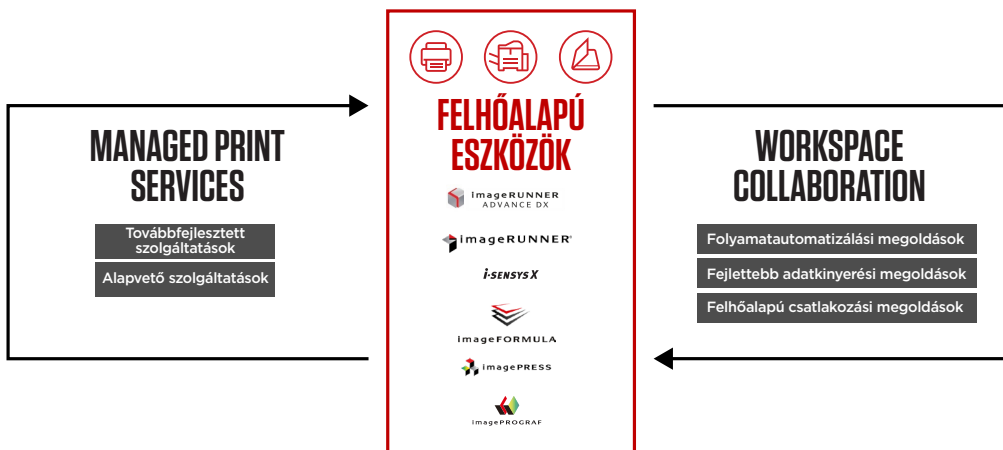 MANAGED PRINT
SERVICES
Továbbfejlesztett
szolgáltatások
Alapvető szolgáltatások
FELHŐALAPÚ
ESZKÖZÖK
imageRUNNER
ADVANCE DX
imageRUNNER®
i-SENSYS X
imageFORMULA
imagePRESS
imagePROGRAF
WORKSPACE
COLLABORATION
Folyamatautomatizálási megoldások
Fejlettebb adatkinyerési megoldások
Felhőalapú csatlakozási megoldások